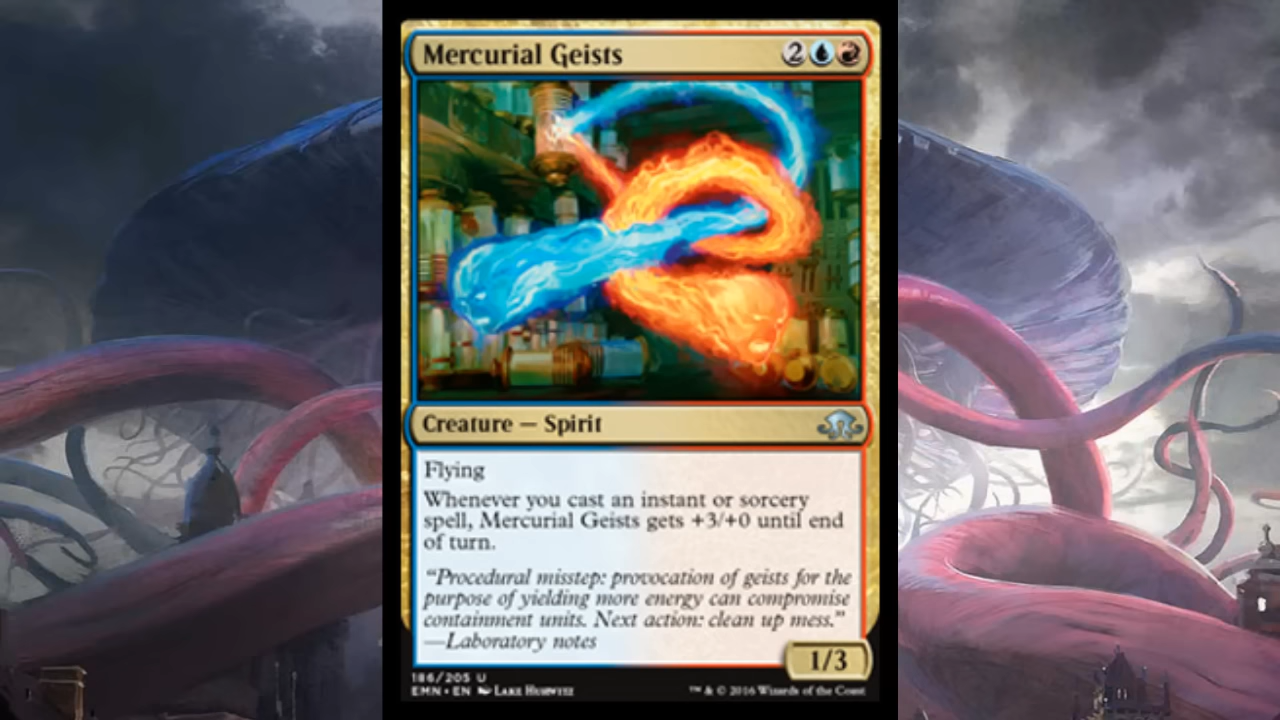 Mercurial Geists 2
Creature — Spirit
Flying
Whenever you cast an instant or sorcery
spell, Mercurial Geists gets +3/+0 until end
of turn.
“Procedural misstep: provocation of geists for the
purpose of yielding more energy can compromise
containment units. Next action: clean up mess.”
—Laboratory notes
1/3
186/205 U
EMN • EN Lake Hurwitz
™ & © 2016 Wizards of the Coast